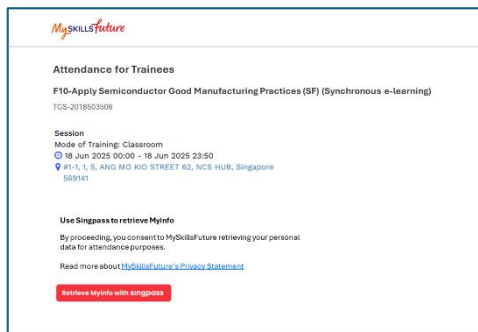 MySKILLSfuture
Attendance for Trainees
F10-Apply Semiconductor Good Manufacturing Practices (SF) (Synchronous e-learning)
TGS-2018503506
Session
Mode of Training: Classroom
18 Jun 2025 00:00 - 18 Jun 2025 23:50
#1-1, 1, 5, ANG MO KIO STREET 62, NCS HUB, Singapore
569141
Use Singpass to retrieve Myinfo
By proceeding, you consent to MySkillsFuture retrieving your personal
data for attendance purposes.
Read more about MySkillsFuture's Privacy Statement
Retrieve Myinfo with singpass